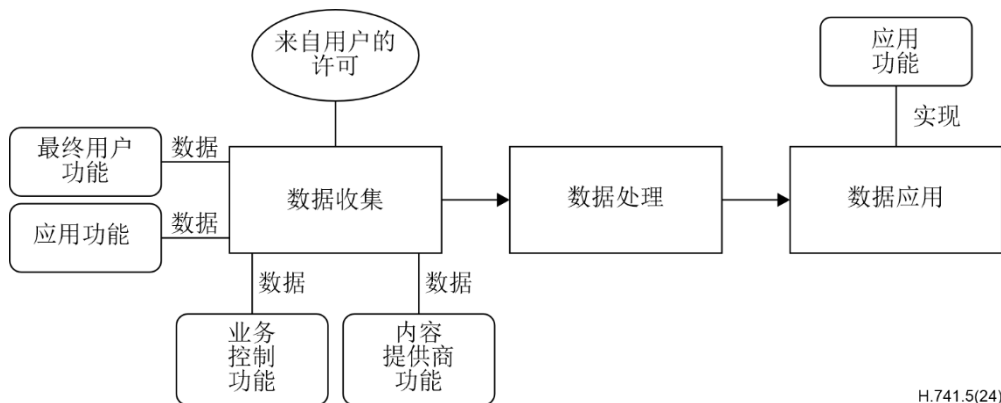 来自用户的
许可
应用
功能
实现
最终用户
功能
数据
应用功能
数据
数据收集
数据处理
数据应用
数据
数据
业务
控制
功能
内容
提供商
功能
H.741.5(24)